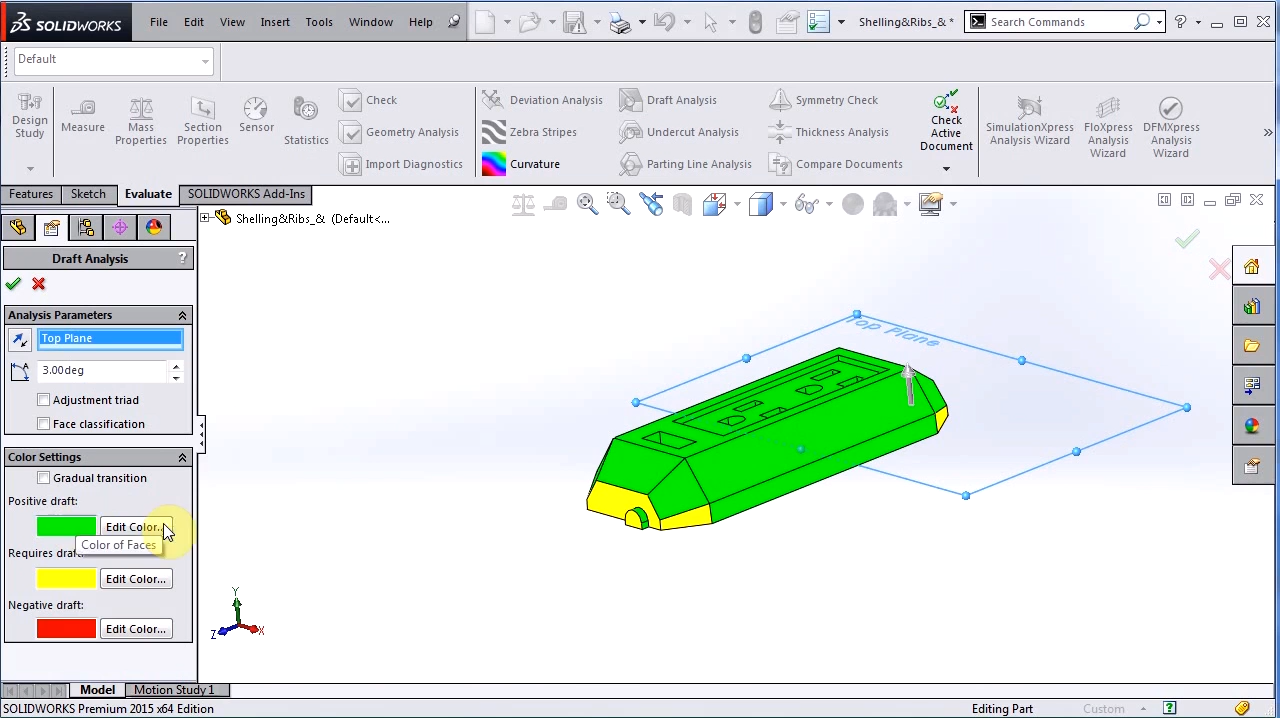 SOLIDWORKS File Edit View Insert Tools Window Help Shelling&Ribs_& * Search Commands ?
Default
Design Study
Measure
Mass Properties
Section Properties
Sensor
Statistics
Check
Geometry Analysis
Import Diagnostics
Deviation Analysis
Zebra Stripes
Curvature
Draft Analysis
Undercut Analysis
Parting Line Analysis
Symmetry Check
Thickness Analysis
Compare Documents
Check Active Document
SimulationXpress Analysis Wizard
FloXpress Analysis Wizard
DFMXpress Analysis Wizard
Features Sketch Evaluate SOLIDWORKS Add-Ins
Shelling&Ribs_& (Default<...
Draft Analysis ?
Analysis Parameters
Top Plane
3.00deg
Adjustment triad
Face classification
Color Settings
Gradual transition
Positive draft:
Edit Color...
Color of Faces
Requires draft:
Edit Color...
Negative draft:
Edit Color...
Top Plane
Y
Z X
Model Motion Study 1
SOLIDWORKS Premium 2015 x64 Edition Editing Part Custom ?